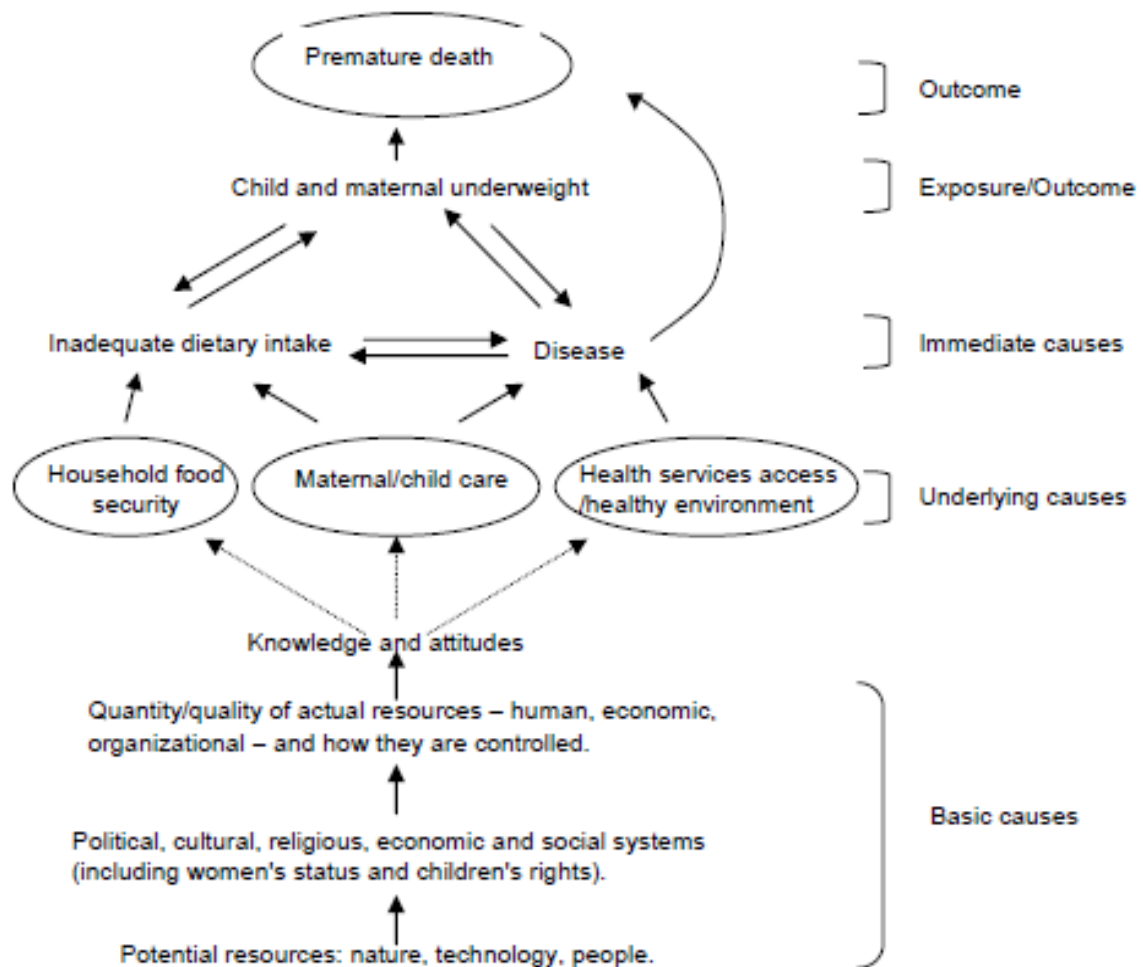 Premature death
Outcome
Child and maternal underweight
Exposure/Outcome
Inadequate dietary intake
Disease
Immediate causes
Household food
security
Maternal/child care
Health services access
/healthy environment
Underlying causes
Knowledge and attitudes
Quantity/quality of actual resources – human, economic,
organizational – and how they are controlled.
Political, cultural, religious, economic and social systems
(including women's status and children's rights).
Basic causes
Potential resources: nature, technology, people.